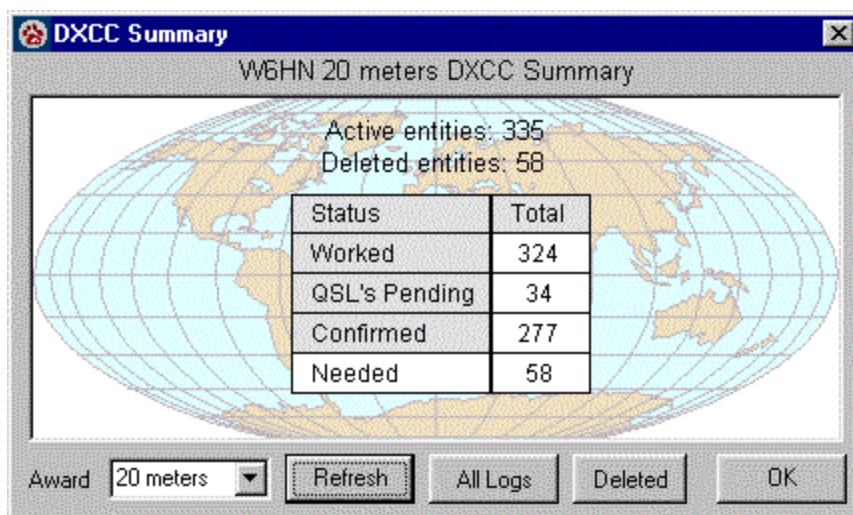 DXCC Summary
W6HN 20 meters DXCC Summary
Active entities: 335
Deleted entities: 58
Status Total
Worked 324
QSL's Pending 34
Confirmed 277
Needed 58
Award 20 meters Refresh All Logs Deleted OK